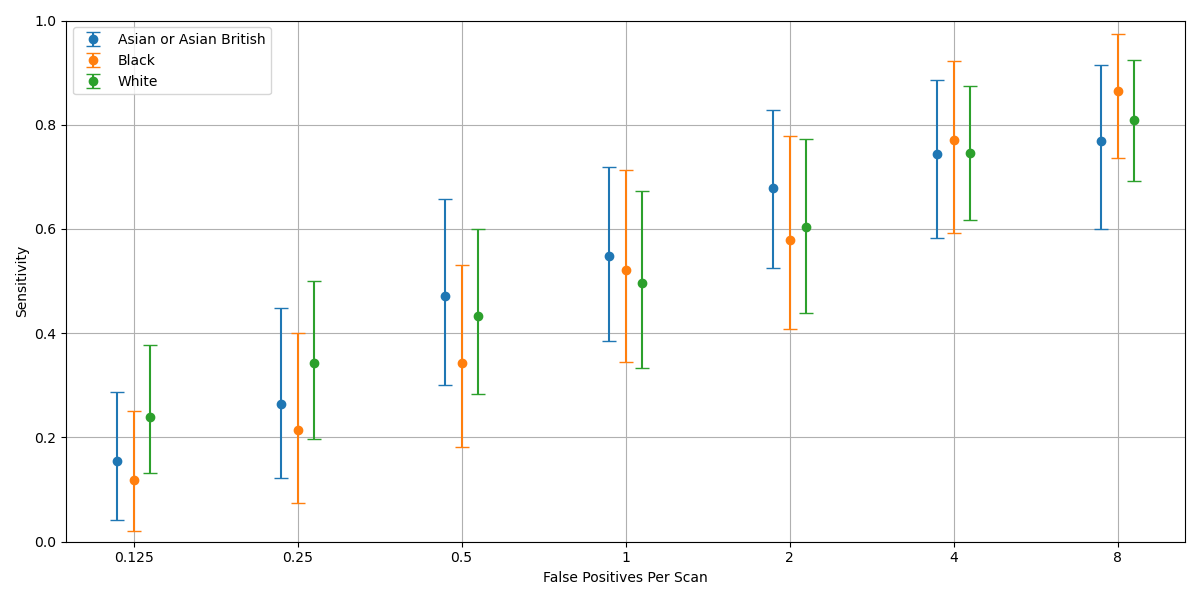 1.0
0.8
0.6
0.4
0.2
0.0
Sensitivity
Asian or Asian British
Black
White
0.125 0.25 0.5 1 2 4 8
False Positives Per Scan